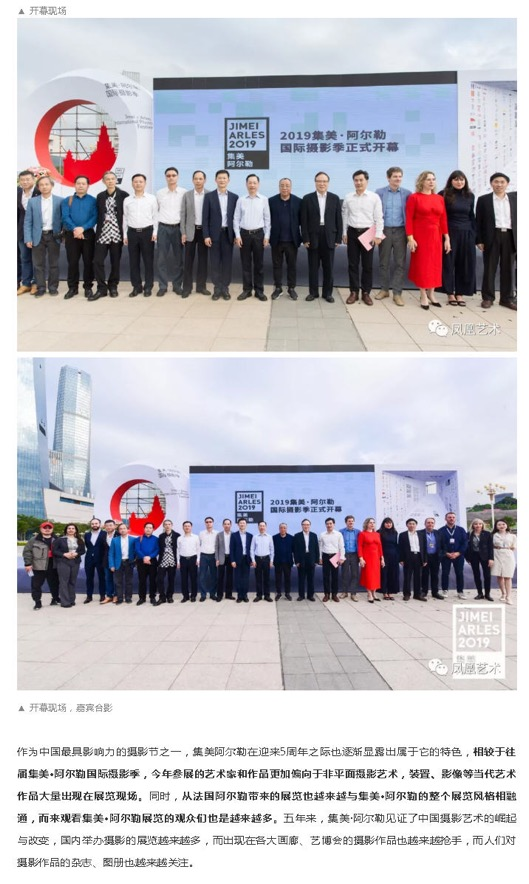 ▲ 开幕现场
集美·阿尔勒
国际摄影季
JIMEI
ARLES
2019
集美
阿尔勒
2019集美·阿尔勒
国际摄影季正式开幕
凤凰艺术
JIMEI
ARLES
2019
集美
2019集美·阿尔勒
国际摄影季正式开幕
JIMEI
ARLES
2019
集美
凤凰艺术
▲ 开幕现场，嘉宾合影
作为中国最具影响力的摄影节之一，集美阿尔勒在迎来5周年之际也逐渐显露出属于它的特色，相较于往
届集美·阿尔勒国际摄影季，今年参展的艺术家和作品更加偏向于非平面摄影艺术，装置、影像等当代艺术
作品大量出现在展览现场。同时，从法国阿尔勒带来的展览也越来越与集美·阿尔勒的整个展览风格相融
通，而来观看集美·阿尔勒展览的观众们也是越来越多。五年来，集美·阿尔勒见证了中国摄影艺术的崛起
与改变，国内举办摄影的展览越来越多，而出现在各大画廊、艺博会的摄影作品也越来越抢手，而人们对
摄影作品的杂志、图册也越来越关注。